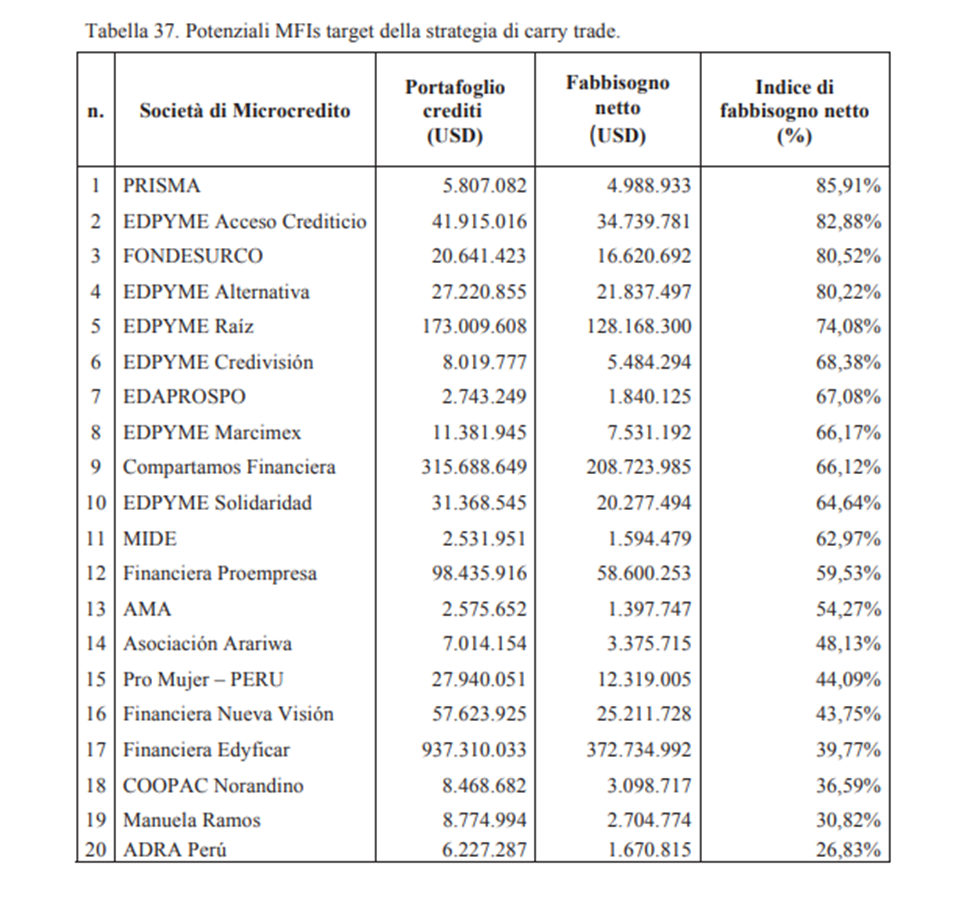 Tabella 37. Potenziali MFIs target della strategia di carry trade.
n. Società di Microcredito Portafoglio crediti (USD) Fabbisogno netto (USD) Indice di fabbisogno netto (%)
1 PRISMA 5.807.082 4.988.933 85,91%
2 EDPYME Acceso Crediticio 41.915.016 34.739.781 82,88%
3 FONDESURCO 20.641.423 16.620.692 80,52%
4 EDPYME Alternativa 27.220.855 21.837.497 80,22%
5 EDPYME Raíz 173.009.608 128.168.300 74,08%
6 EDPYME Credivisión 8.019.777 5.484.294 68,38%
7 EDAPROSPO 2.743.249 1.840.125 67,08%
8 EDPYME Marcimex 11.381.945 7.531.192 66,17%
9 Compartamos Financiera 315.688.649 208.723.985 66,12%
10 EDPYME Solidaridad 31.368.545 20.277.494 64,64%
11 MIDE 2.531.951 1.594.479 62,97%
12 Financiera Proempresa 98.435.916 58.600.253 59,53%
13 AMA 2.575.652 1.397.747 54,27%
14 Asociación Arariwa 7.014.154 3.375.715 48,13%
15 Pro Mujer – PERU 27.940.051 12.319.005 44,09%
16 Financiera Nueva Visión 57.623.925 25.211.728 43,75%
17 Financiera Edyficar 937.310.033 372.734.992 39,77%
18 COOPAC Norandino 8.468.682 3.098.717 36,59%
19 Manuela Ramos 8.774.994 2.704.774 30,82%
20 ADRA Perú 6.227.287 1.670.815 26,83%